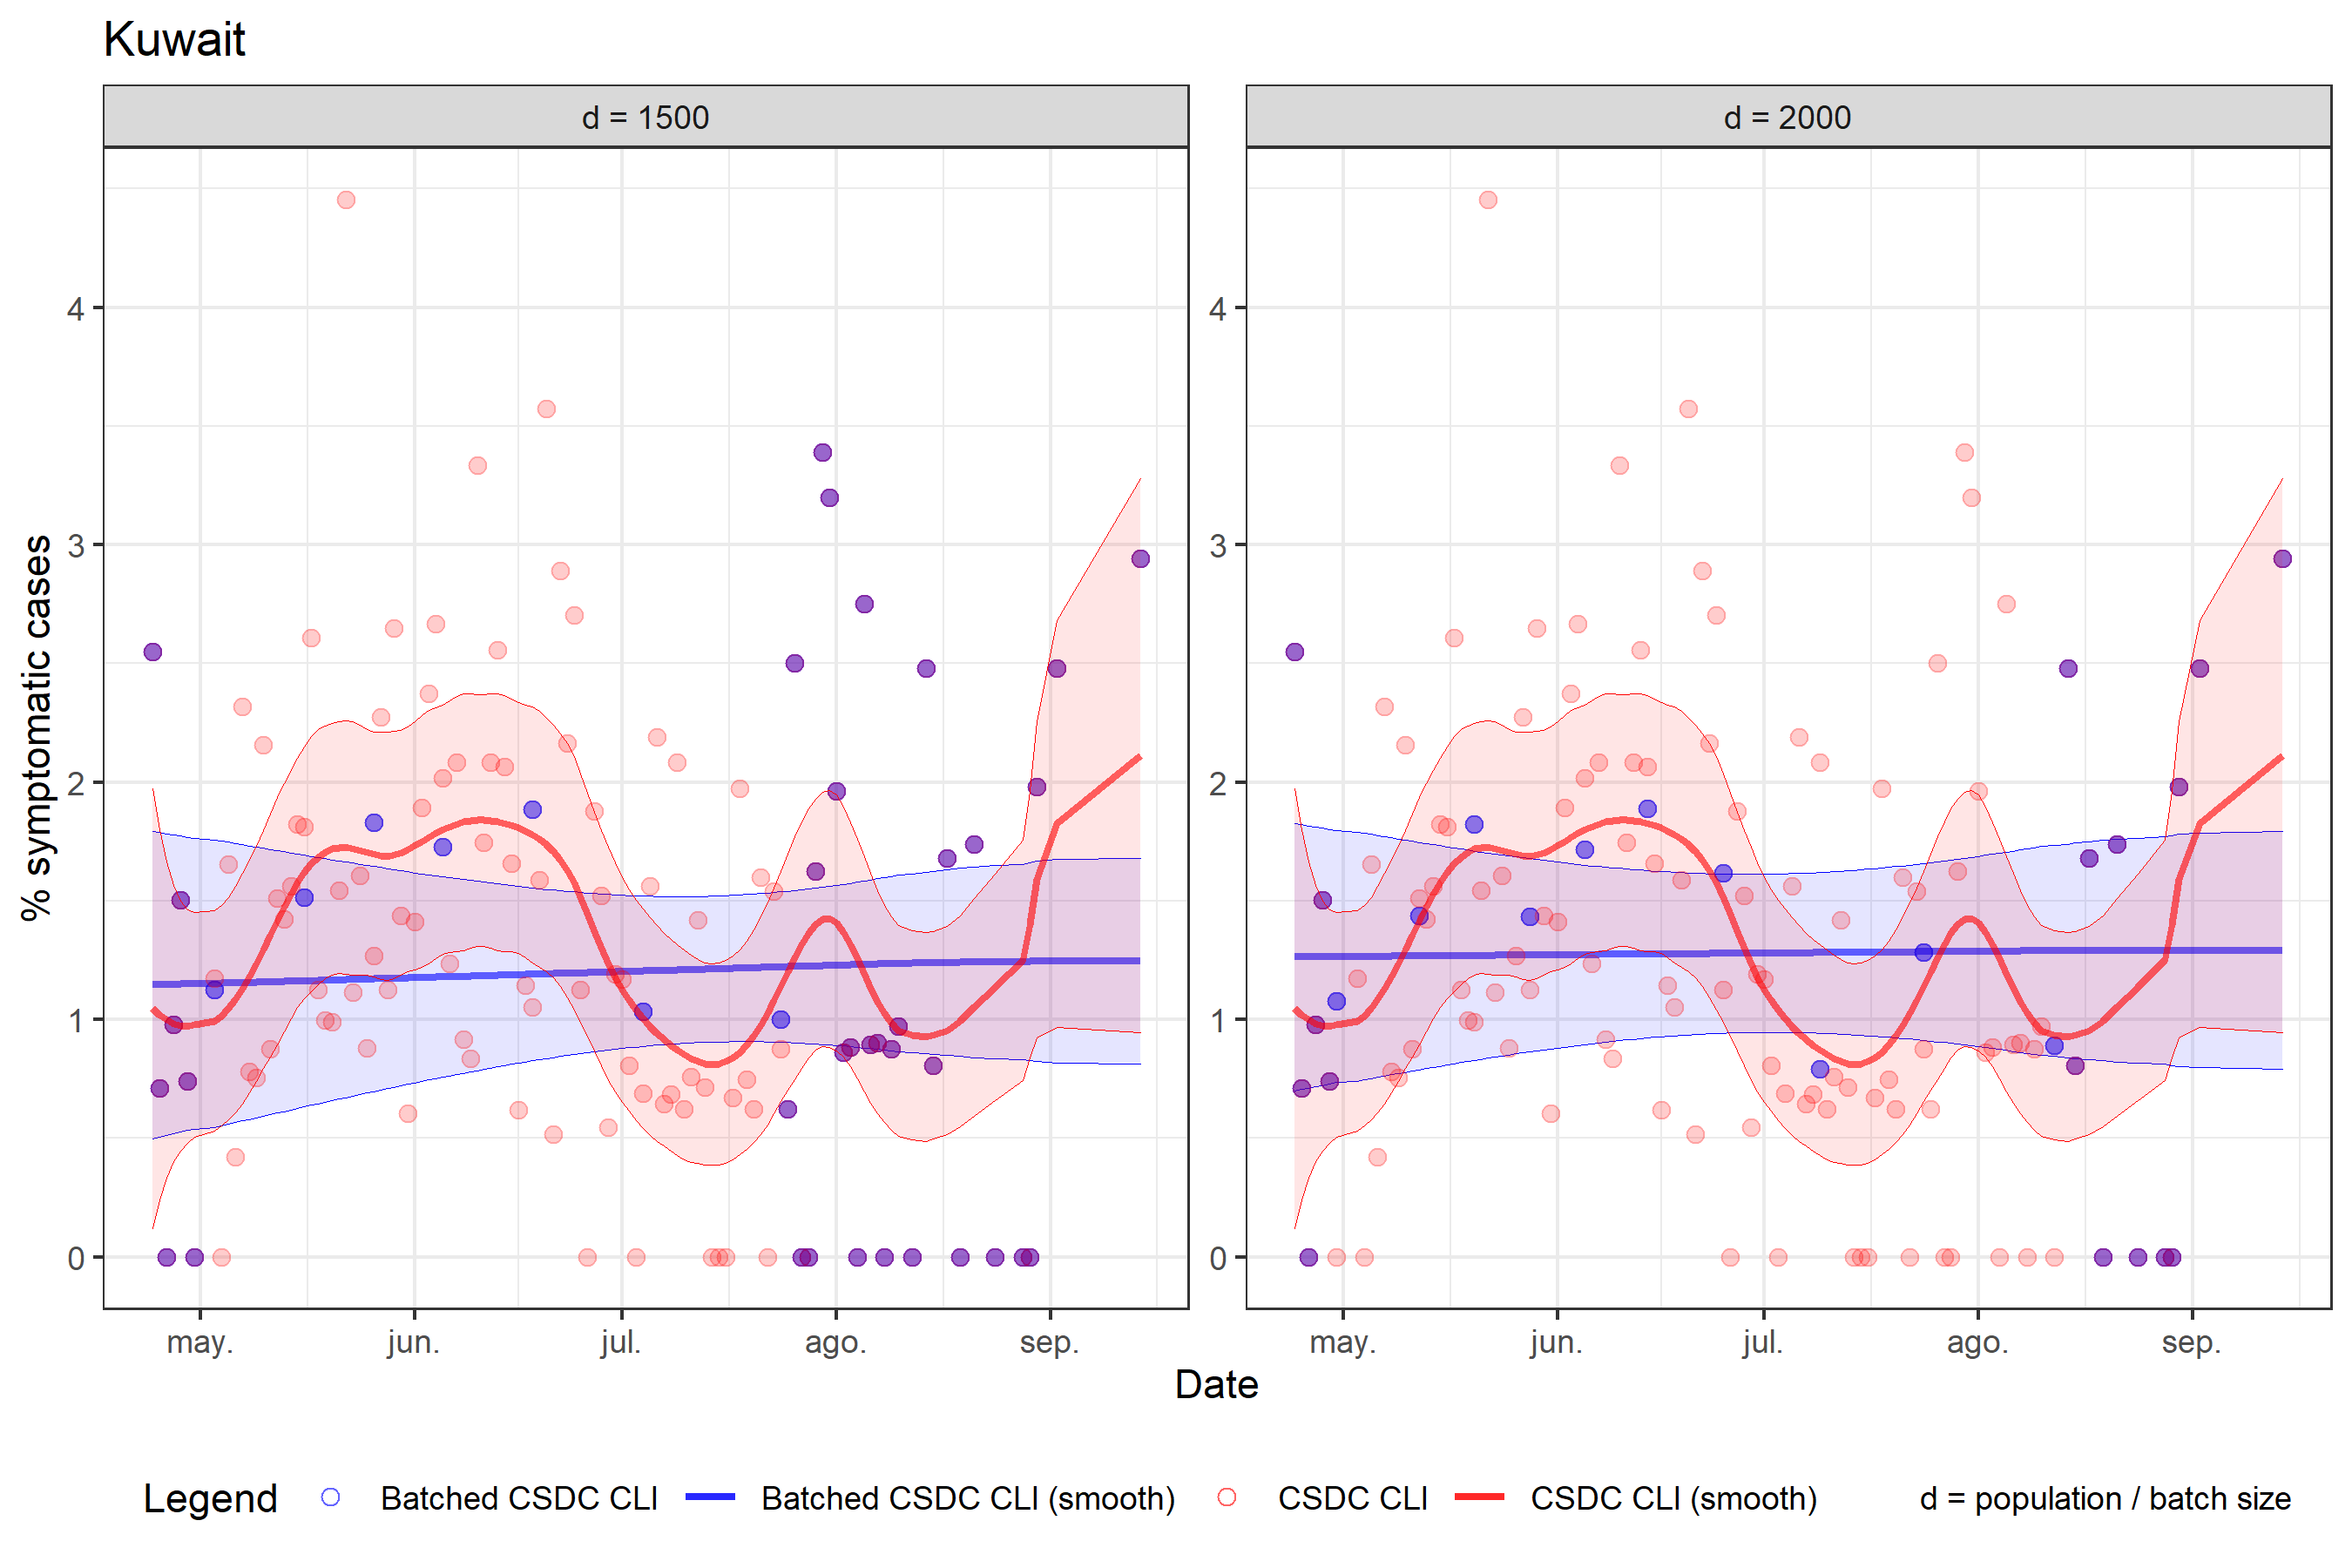 Kuwait
d = 1500
d = 2000
% symptomatic cases
4
3
2
1
0
4
3
2
1
0
may.
jun.
jul.
ago.
sep.
may.
jun.
jul.
ago.
sep.
Date
Legend
Batched CSDC CLI
Batched CSDC CLI (smooth)
CSDC CLI
CSDC CLI (smooth)
d = population / batch size